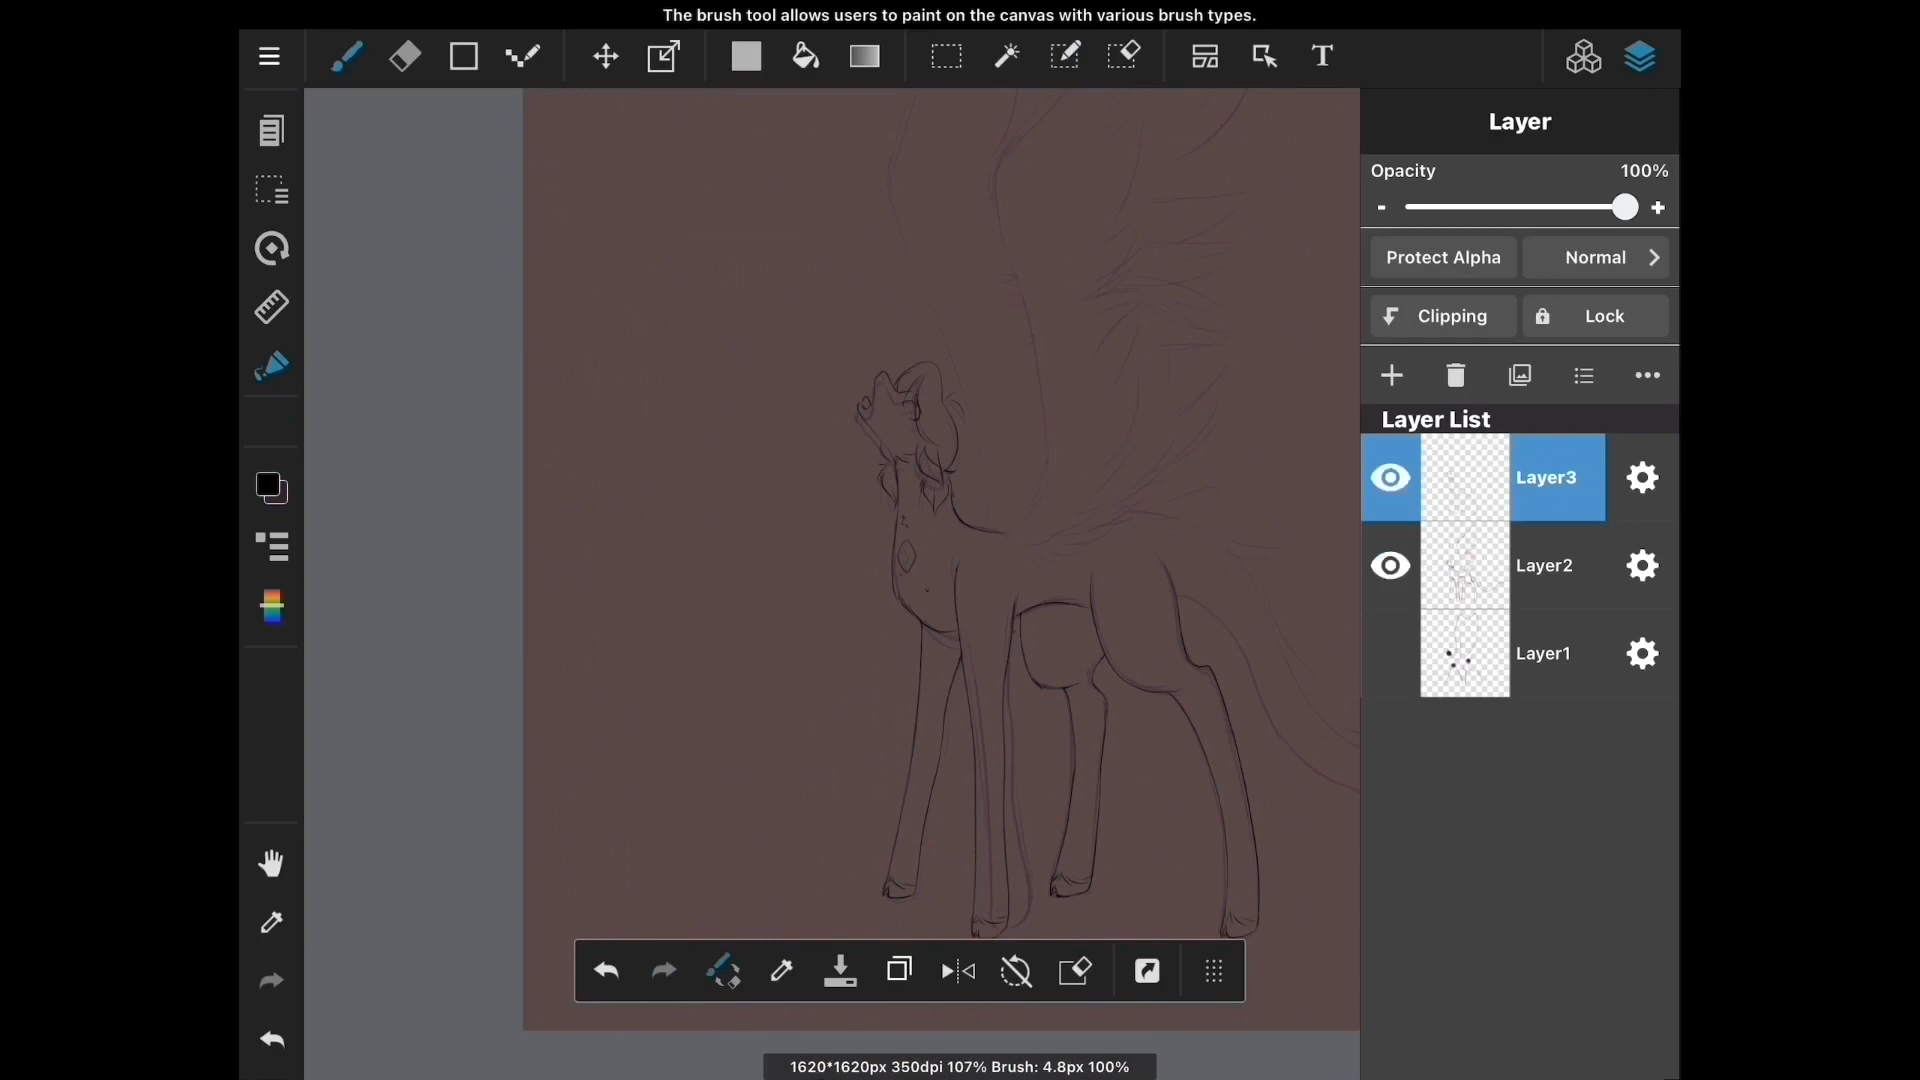 The brush tool allows users to paint on the canvas with various brush types.
T
Layer
Opacity 100%
- +
Protect Alpha Normal
Clipping Lock
Layer List
Layer3
Layer2
Layer1
1620*1620px 350dpi 107% Brush: 4.8px 100%